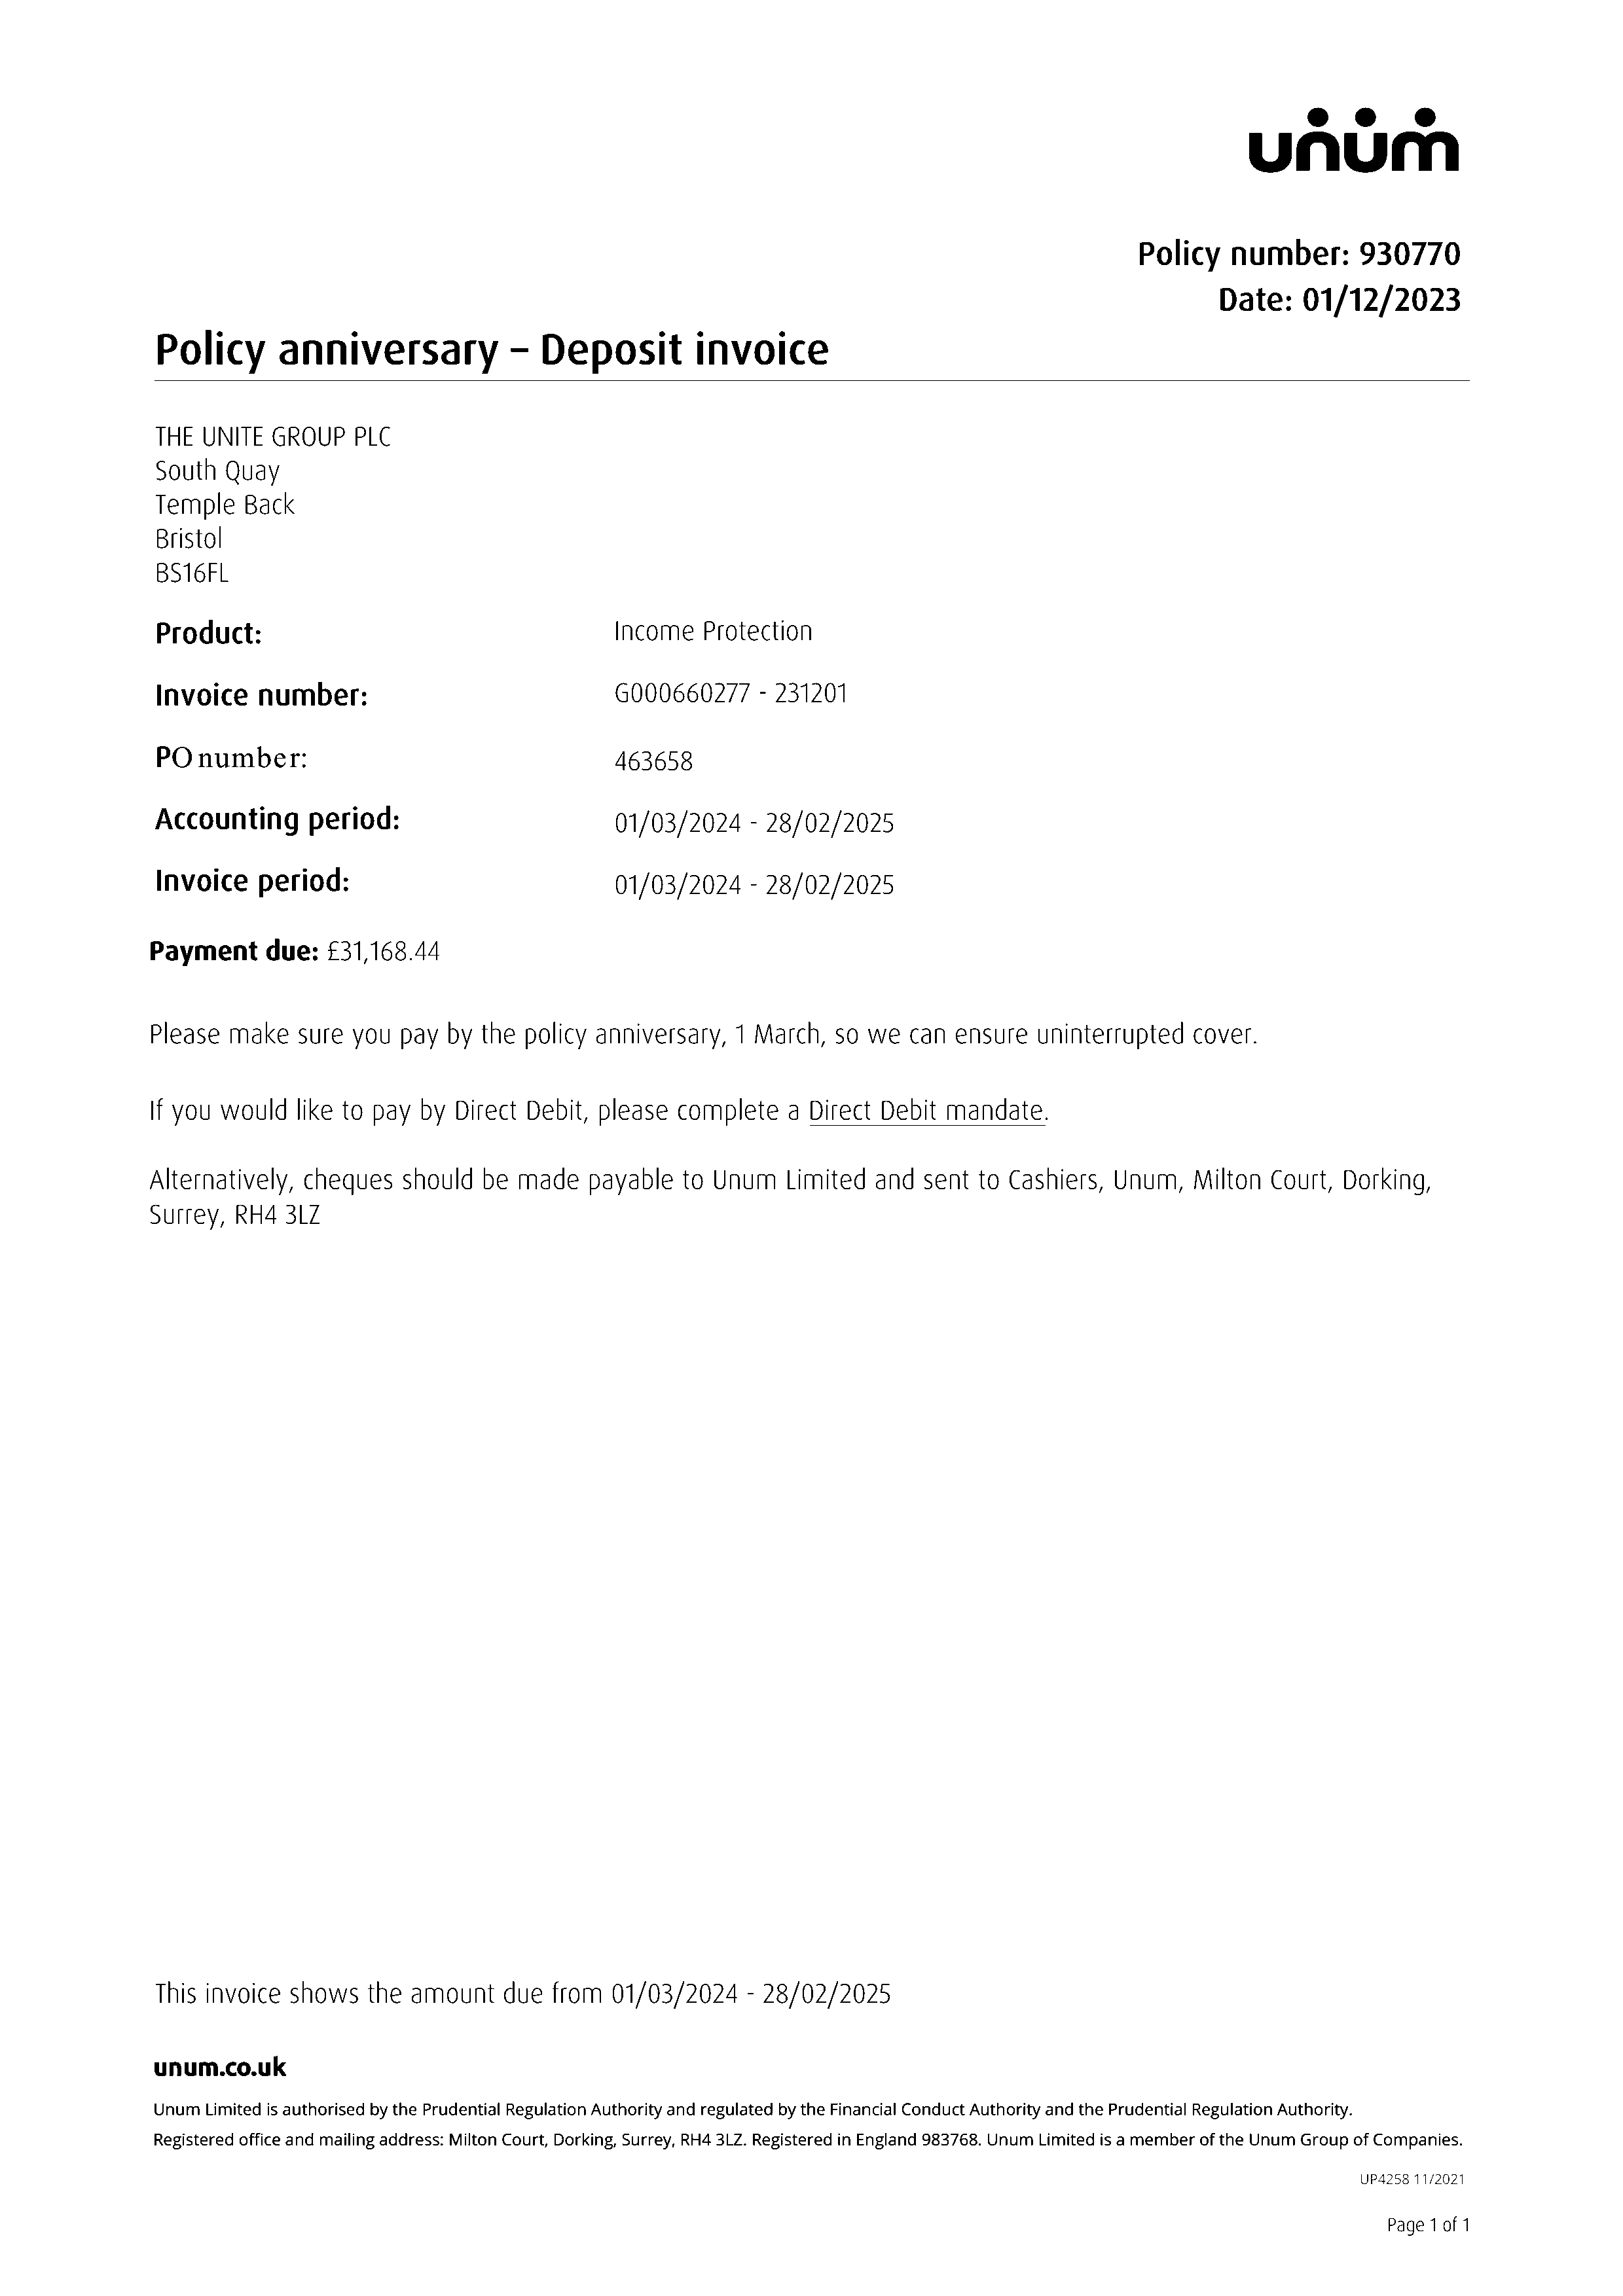 unum
Policy number: 930770
Date: 01/12/2023
Policy anniversary – Deposit invoice
THE UNITE GROUP PLC
South Quay
Temple Back
Bristol
BS16FL
Product: Income Protection
Invoice number: G000660277 - 231201
PO number: 463658
Accounting period: 01/03/2024 - 28/02/2025
Invoice period: 01/03/2024 - 28/02/2025
Payment due: £31,168.44
Please make sure you pay by the policy anniversary, 1 March, so we can ensure uninterrupted cover.
If you would like to pay by Direct Debit, please complete a Direct Debit mandate.
Alternatively, cheques should be made payable to Unum Limited and sent to Cashiers, Unum, Milton Court, Dorking,
Surrey, RH4 3LZ
This invoice shows the amount due from 01/03/2024 - 28/02/2025
unum.co.uk
Unum Limited is authorised by the Prudential Regulation Authority and regulated by the Financial Conduct Authority and the Prudential Regulation Authority.
Registered office and mailing address: Milton Court, Dorking, Surrey, RH4 3LZ. Registered in England 983768. Unum Limited is a member of the Unum Group of Companies.
UP4258 11/2021
Page 1 of 1